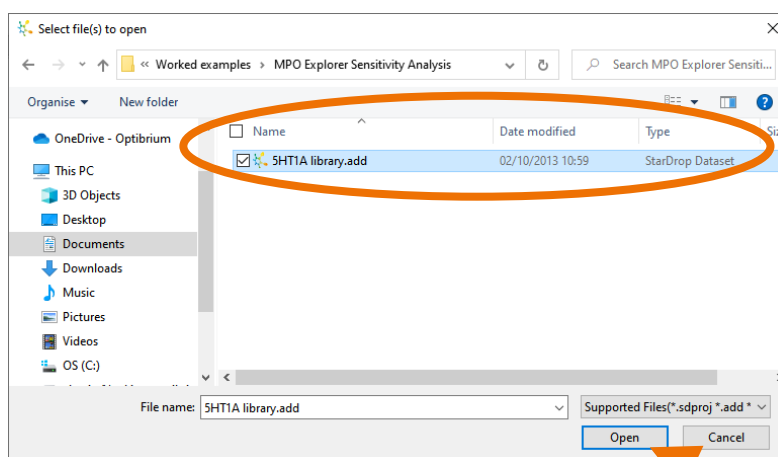 Select file(s) to open
« Worked examples › MPO Explorer Sensitivity Analysis
Search MPO Explorer Sensiti...
Organise
New folder
Name
Date modified
Type
OneDrive - Optibrium
5HT1A library.add
02/10/2013 10:59
StarDrop Dataset
This PC
3D Objects
Desktop
Documents
Downloads
Music
Pictures
Videos
OS (C:)
File name:
5HT1A library.add
Supported Files(*.sdproj *.add *
Open
Cancel